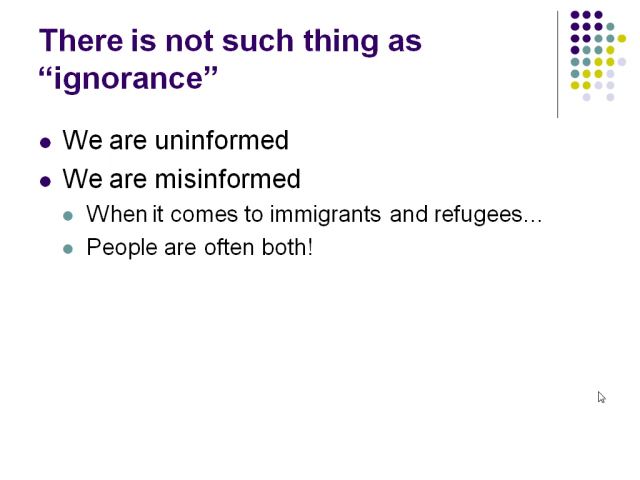 There is not such thing as
“ignorance”
We are uninformed
We are misinformed
When it comes to immigrants and refugees...
People are often both!